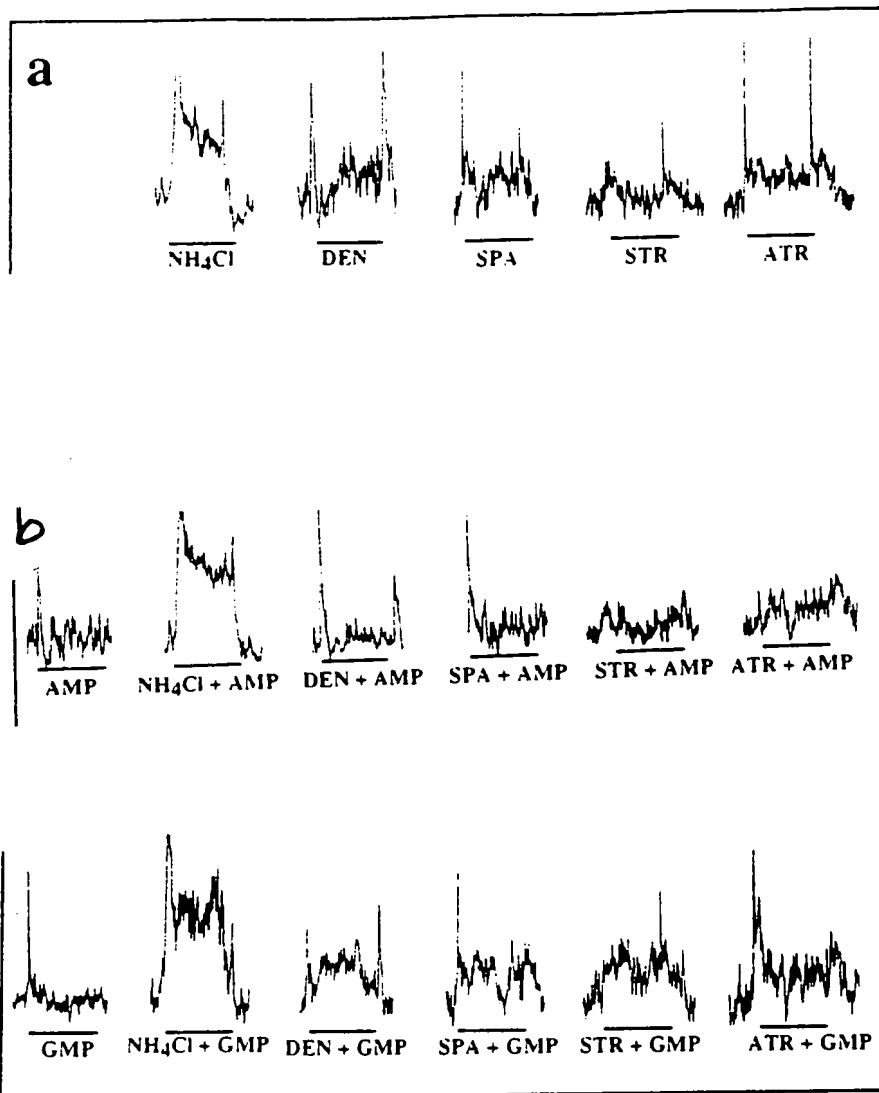 a
NH₄Cl DEN SPA STR ATR
b
AMP NH₄Cl + AMP DEN + AMP SPA + AMP STR + AMP ATR + AMP
GMP NH₄Cl + GMP DEN + GMP SPA + GMP STR + GMP ATR + GMP